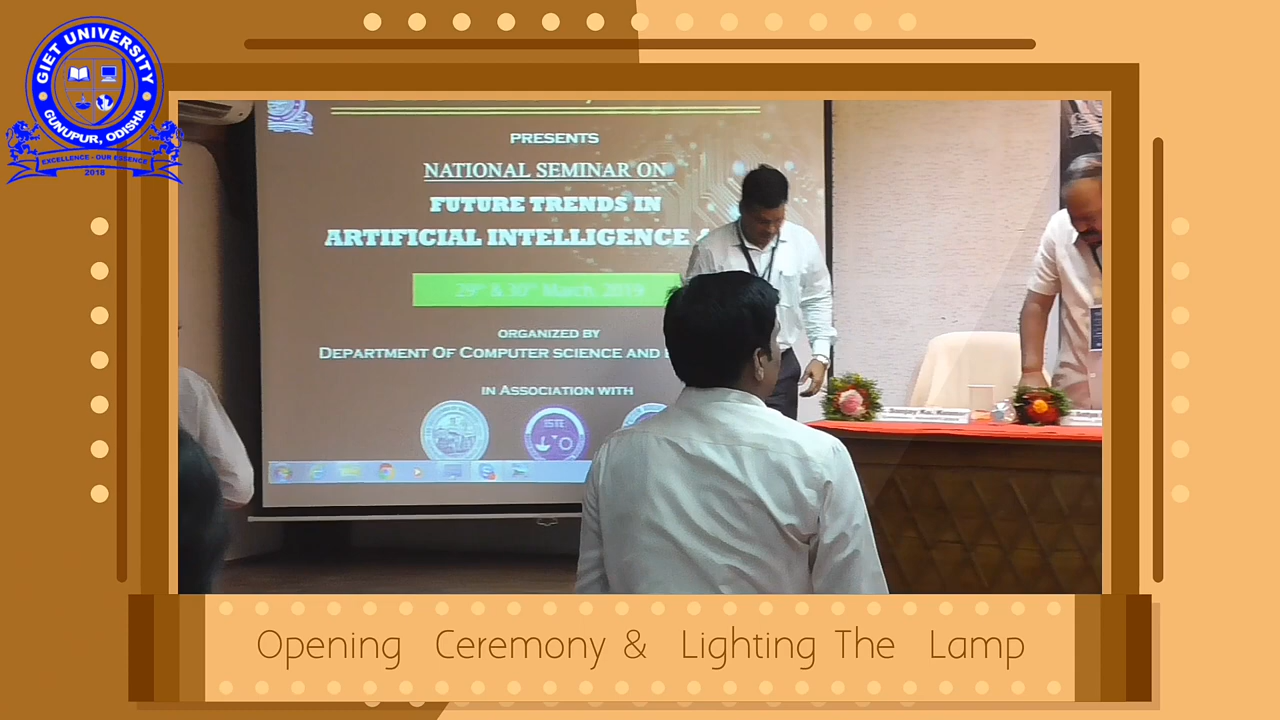 GIET UNIVERSITY
GUNUPUR, ODISHA
EXCELLENCE - OUR ESSENCE
2018
PRESENTS
NATIONAL SEMINAR ON
FUTURE TRENDS IN
ARTIFICIAL INTELLIGENCE
29th & 30th March, 2019
ORGANIZED BY
DEPARTMENT OF COMPUTER SCIENCE AND
IN ASSOCIATION WITH
ISTE
Opening Ceremony & Lighting The Lamp